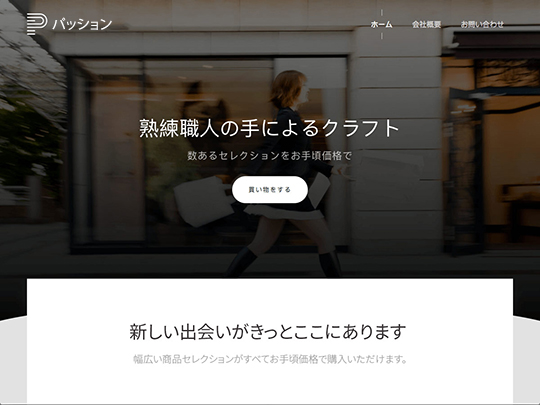 パッション
ホーム 会社概要 お問い合わせ
熟練職人の手によるクラフト
数あるセレクションをお手頃価格で
買い物をする
新しい出会いがきっとここにあります
幅広い商品セレクションがすべてお手頃価格で購入いただけます。